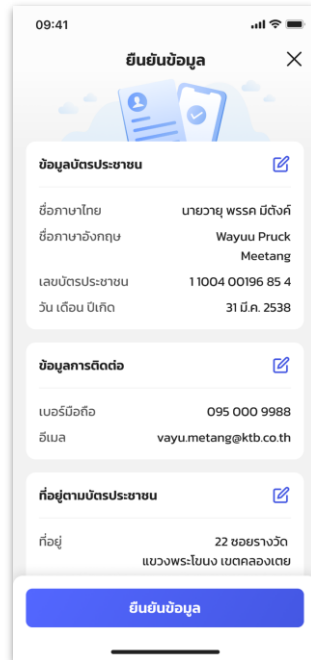 09:41
ยืนยันข้อมูล
ข้อมูลบัตรประชาชน
ชื่อภาษาไทย นายวายุ พรรค มีตังค์
ชื่อภาษาอังกฤษ Wayuu Pruck
Meetang
เลขบัตรประชาชน 1 1004 00196 85 4
วัน เดือน ปีเกิด 31 มี.ค. 2538
ข้อมูลการติดต่อ
เบอร์มือถือ 095 000 9988
อีเมล vayu.metang@ktb.co.th
ที่อยู่ตามบัตรประชาชน
ที่อยู่ 22 ซอยรางวัด
แขวงพระโขนง เขตคลองเตย
ยืนยันข้อมูล